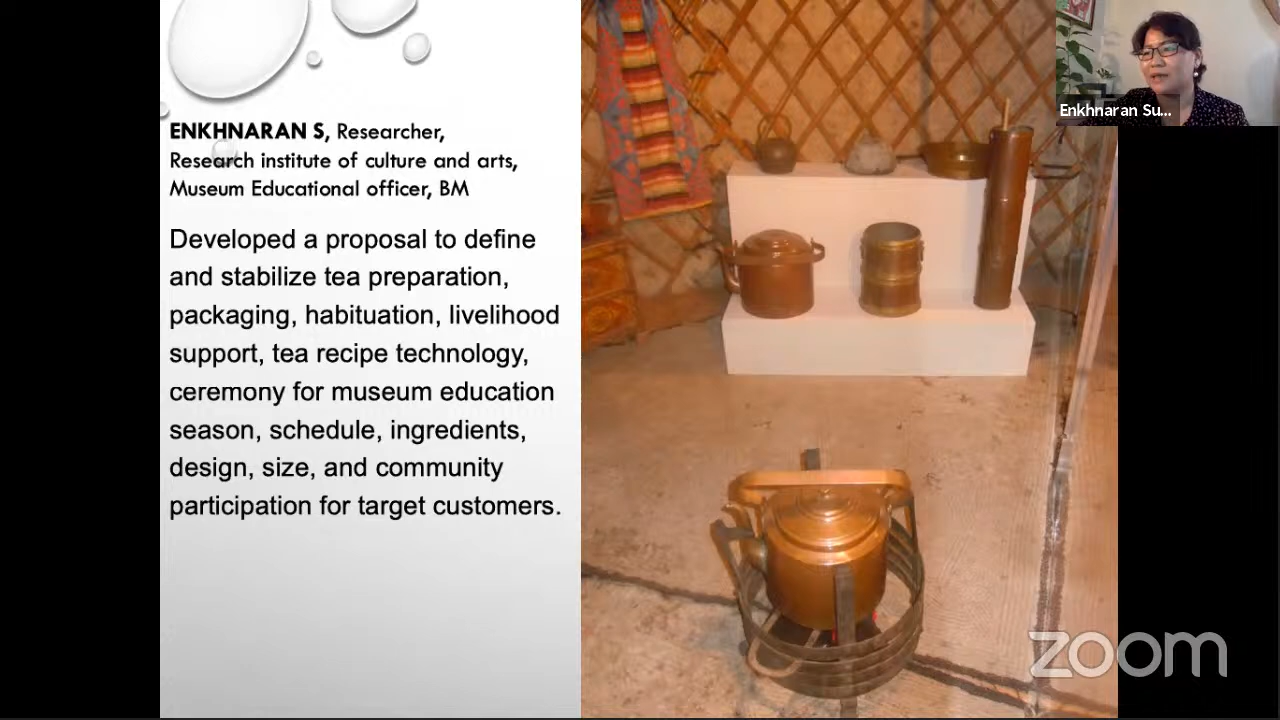 ENKHNARAN S, Researcher,
Research institute of culture and arts,
Museum Educational officer, BM
Developed a proposal to define
and stabilize tea preparation,
packaging, habituation, livelihood
support, tea recipe technology,
ceremony for museum education
season, schedule, ingredients,
design, size, and community
participation for target customers.
Enkhnaran Su...
zoom